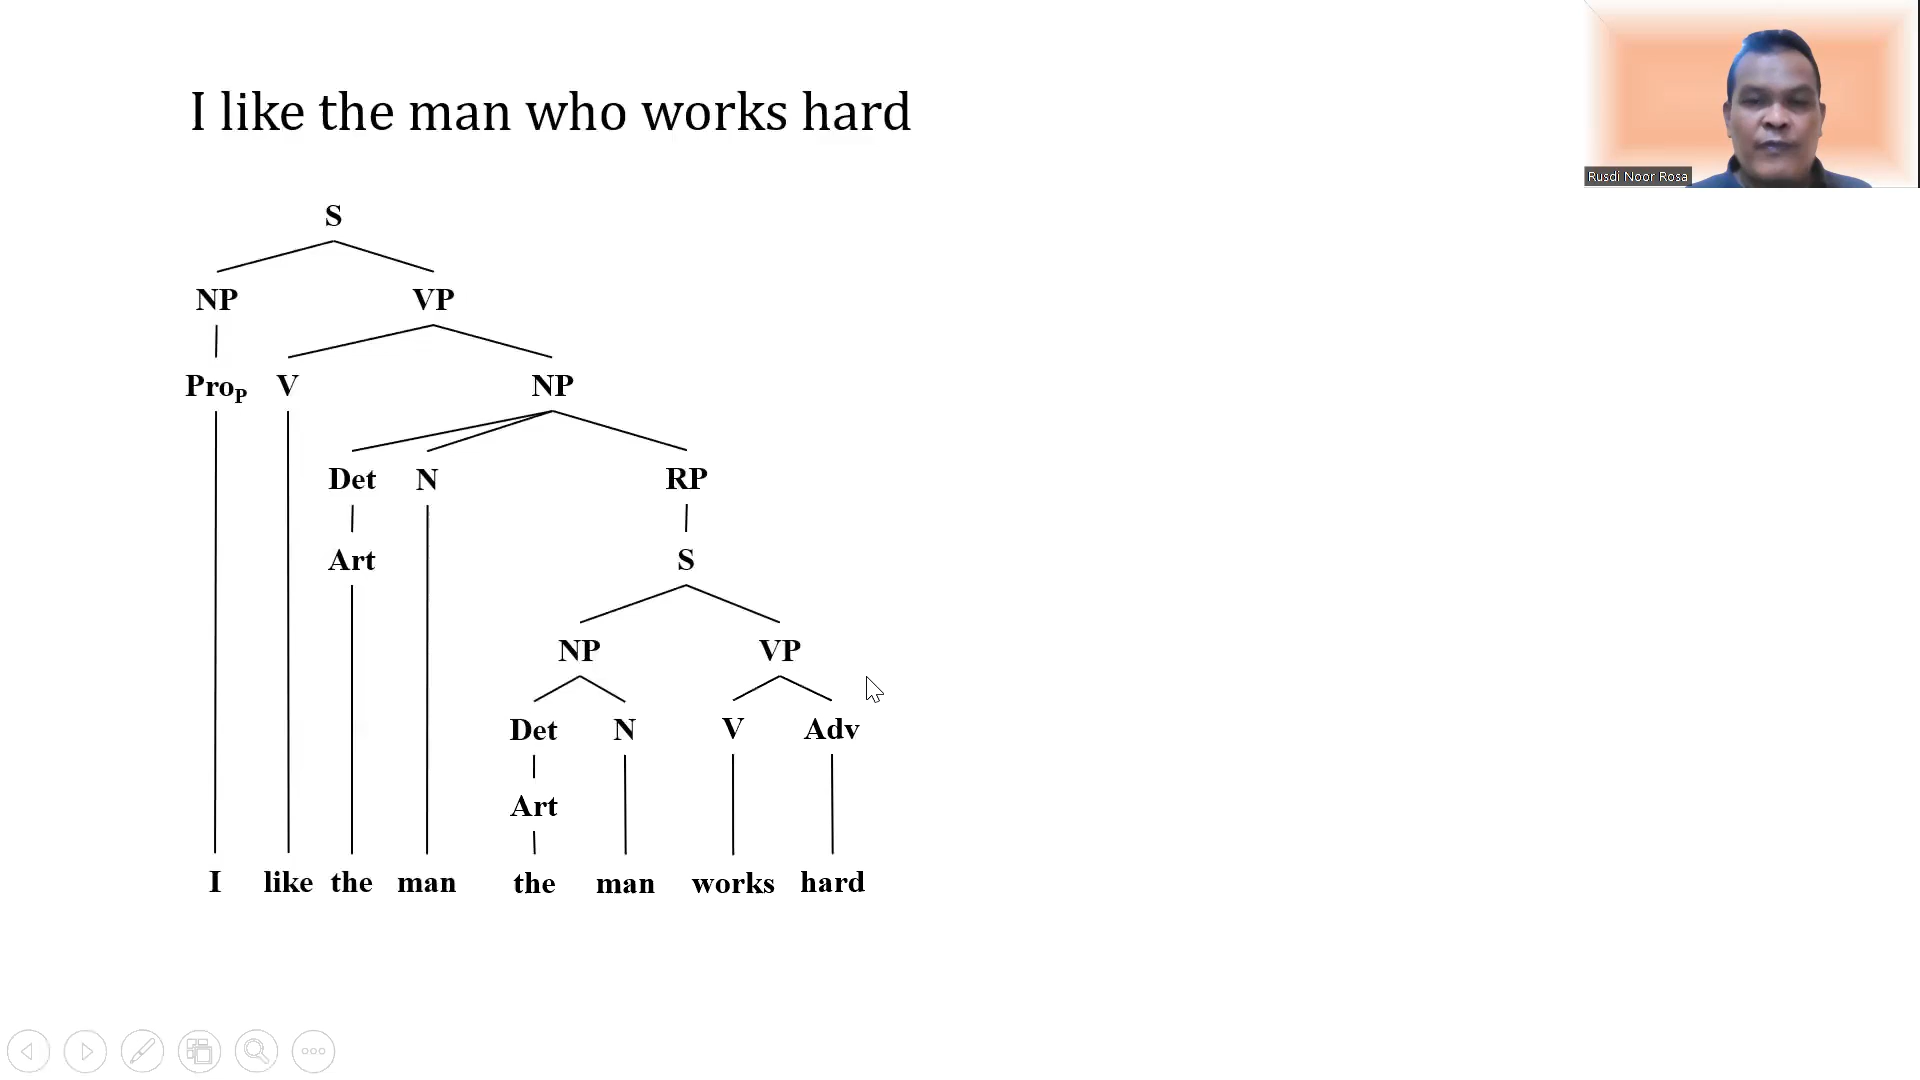 I like the man who works hard
Rusdi Noor Rosa
S
NP VP
ProP V NP
Det N RP
Art S
NP VP
Det N V Adv
Art
I like the man the man works hard